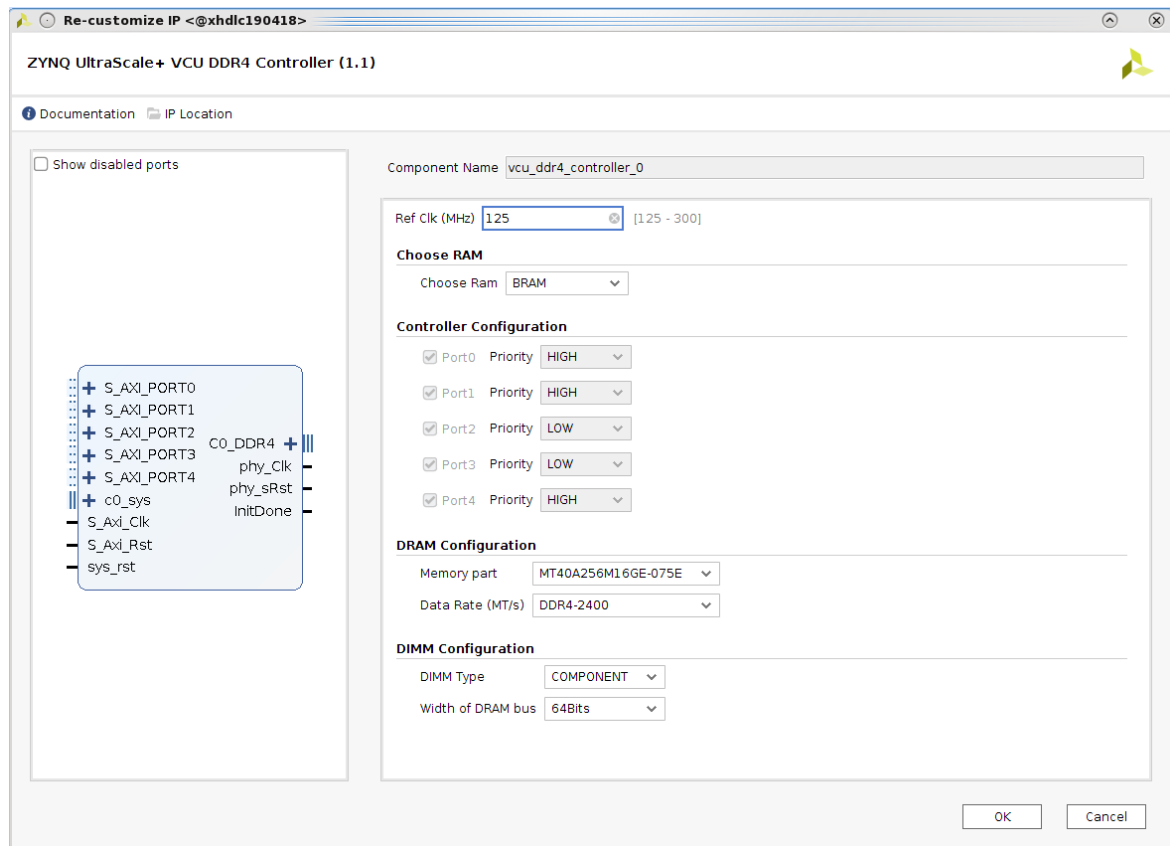 Re-customize IP <@xhdlc190418>
ZYNQ UltraScale+ VCU DDR4 Controller (1.1)
Documentation IP Location
Show disabled ports
S_AXI_PORT0
S_AXI_PORT1
S_AXI_PORT2
S_AXI_PORT3
S_AXI_PORT4
c0_sys
S_Axi_Clk
S_Axi_Rst
sys_rst
C0_DDR4
phy_Clk
phy_sRst
InitDone
Component Name vcu_ddr4_controller_0
Ref Clk (MHz) 125 [125 - 300]
Choose RAM
Choose Ram BRAM
Controller Configuration
Port0 Priority HIGH
Port1 Priority HIGH
Port2 Priority LOW
Port3 Priority LOW
Port4 Priority HIGH
DRAM Configuration
Memory part MT40A256M16GE-075E
Data Rate (MT/s) DDR4-2400
DIMM Configuration
DIMM Type COMPONENT
Width of DRAM bus 64Bits
OK Cancel